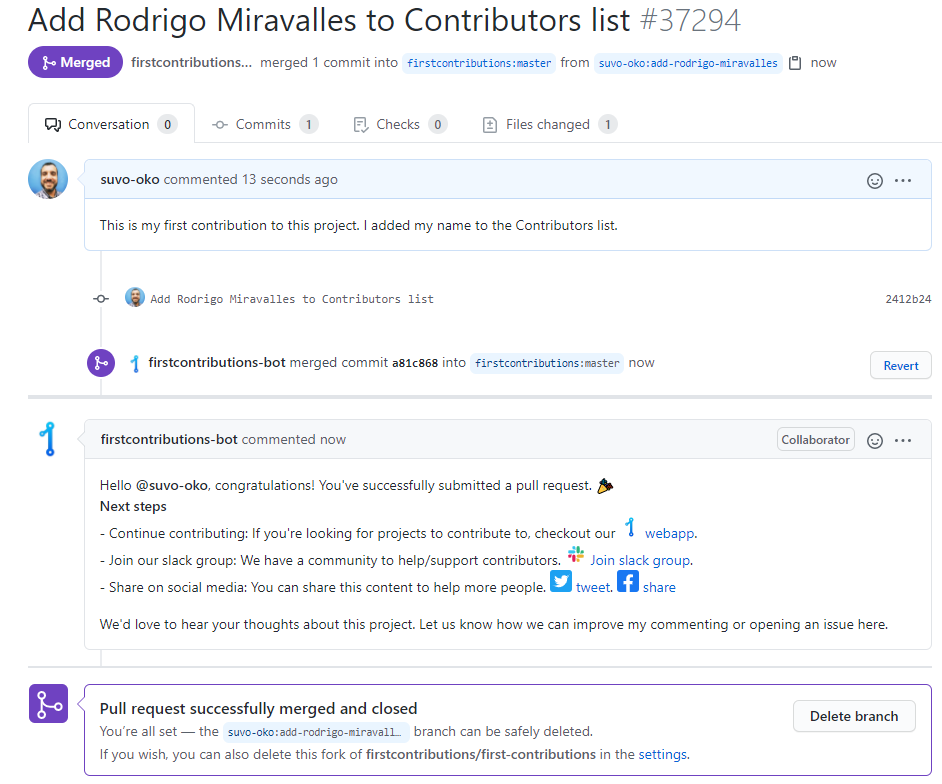 Add Rodrigo Miravalles to Contributors list #37294
Merged firstcontributions... merged 1 commit into firstcontributions:master from suvo-oko:add-rodrigo-miravalles now
Conversation 0 Commits 1 Checks 0 Files changed 1
suvo-oko commented 13 seconds ago
This is my first contribution to this project. I added my name to the Contributors list.
Add Rodrigo Miravalles to Contributors list 2412b24
firstcontributions-bot merged commit a81c868 into firstcontributions:master now Revert
firstcontributions-bot commented now Collaborator
Hello @suvo-oko, congratulations! You've successfully submitted a pull request.
Next steps
- Continue contributing: If you're looking for projects to contribute to, checkout our webapp.
- Join our slack group: We have a community to help/support contributors. Join slack group.
- Share on social media: You can share this content to help more people. tweet. share
We'd love to hear your thoughts about this project. Let us know how we can improve my commenting or opening an issue here.
Pull request successfully merged and closed
You're all set — the suvo-oko:add-rodrigo-miravall... branch can be safely deleted. Delete branch
If you wish, you can also delete this fork of firstcontributions/first-contributions in the settings.